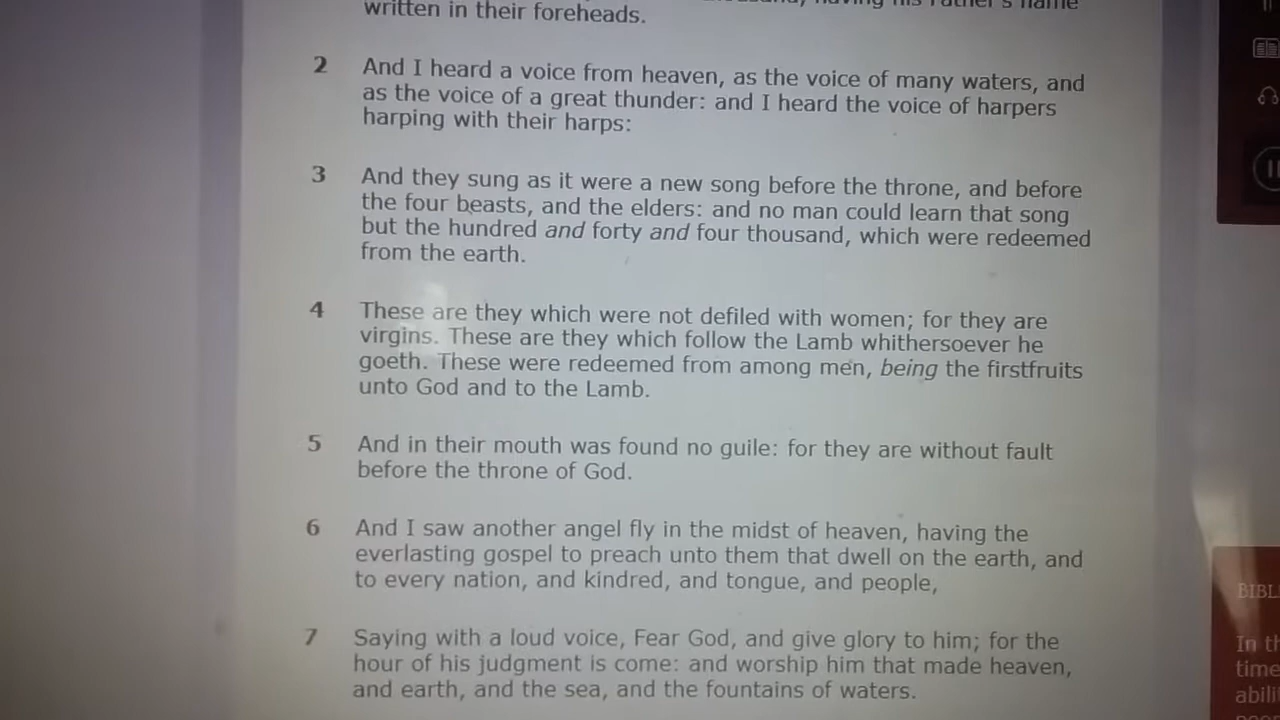 having his Father's name
written in their foreheads.
2 And I heard a voice from heaven, as the voice of many waters, and
as the voice of a great thunder: and I heard the voice of harpers
harping with their harps:
3 And they sung as it were a new song before the throne, and before
the four beasts, and the elders: and no man could learn that song
but the hundred and forty and four thousand, which were redeemed
from the earth.
4 These are they which were not defiled with women; for they are
virgins. These are they which follow the Lamb whithersoever he
goeth. These were redeemed from among men, being the firstfruits
unto God and to the Lamb.
5 And in their mouth was found no guile: for they are without fault
before the throne of God.
6 And I saw another angel fly in the midst of heaven, having the
everlasting gospel to preach unto them that dwell on the earth, and
to every nation, and kindred, and tongue, and people,
7 Saying with a loud voice, Fear God, and give glory to him; for the
hour of his judgment is come: and worship him that made heaven,
and earth, and the sea, and the fountains of waters.
BIBL
In th
time
abili